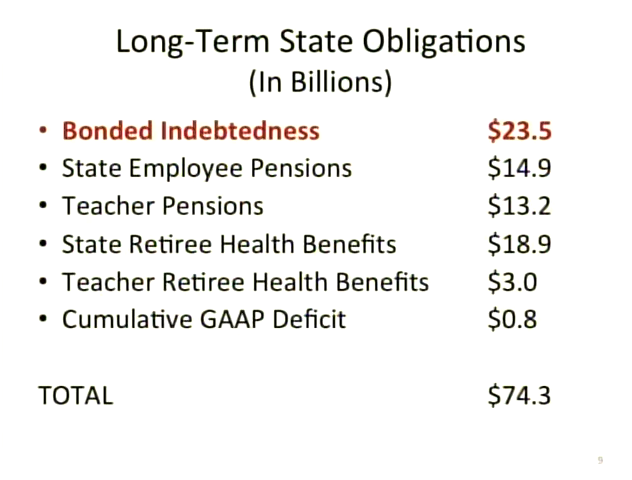 Long-Term State Obligations
(In Billions)
• Bonded Indebtedness $23.5
• State Employee Pensions $14.9
• Teacher Pensions $13.2
• State Retiree Health Benefits $18.9
• Teacher Retiree Health Benefits $3.0
• Cumulative GAAP Deficit $0.8
TOTAL $74.3
9